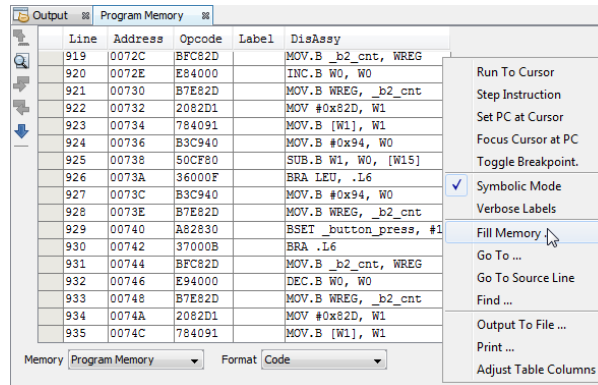 Output Program Memory
Line Address Opcode Label DisAssy
919 0072C BFC82D MOV.B _b2_cnt, WREG
920 0072E E84000 INC.B W0, W0
921 00730 B7E82D MOV.B WREG, _b2_cnt
922 00732 2082D1 MOV #0x82D, W1
923 00734 784091 MOV.B [W1], W1
924 00736 B3C940 MOV.B #0x94, W0
925 00738 50CF80 SUB.B W1, W0, [W15]
926 0073A 36000F BRA LEU, .L6
927 0073C B3C940 MOV.B #0x94, W0
928 0073E B7E82D MOV.B WREG, _b2_cnt
929 00740 A82830 BSET _button_press, #1
930 00742 37000B BRA .L6
931 00744 BFC82D MOV.B _b2_cnt, WREG
932 00746 E94000 DEC.B W0, W0
933 00748 B7E82D MOV.B WREG, _b2_cnt
934 0074A 2082D1 MOV #0x82D, W1
935 0074C 784091 MOV.B [W1], W1
Memory Program Memory Format Code
Run To Cursor
Step Instruction
Set PC at Cursor
Focus Cursor at PC
Toggle Breakpoint.
Symbolic Mode
Verbose Labels
Fill Memory ...
Go To ...
Go To Source Line
Find ...
Output To File ...
Print ...
Adjust Table Columns